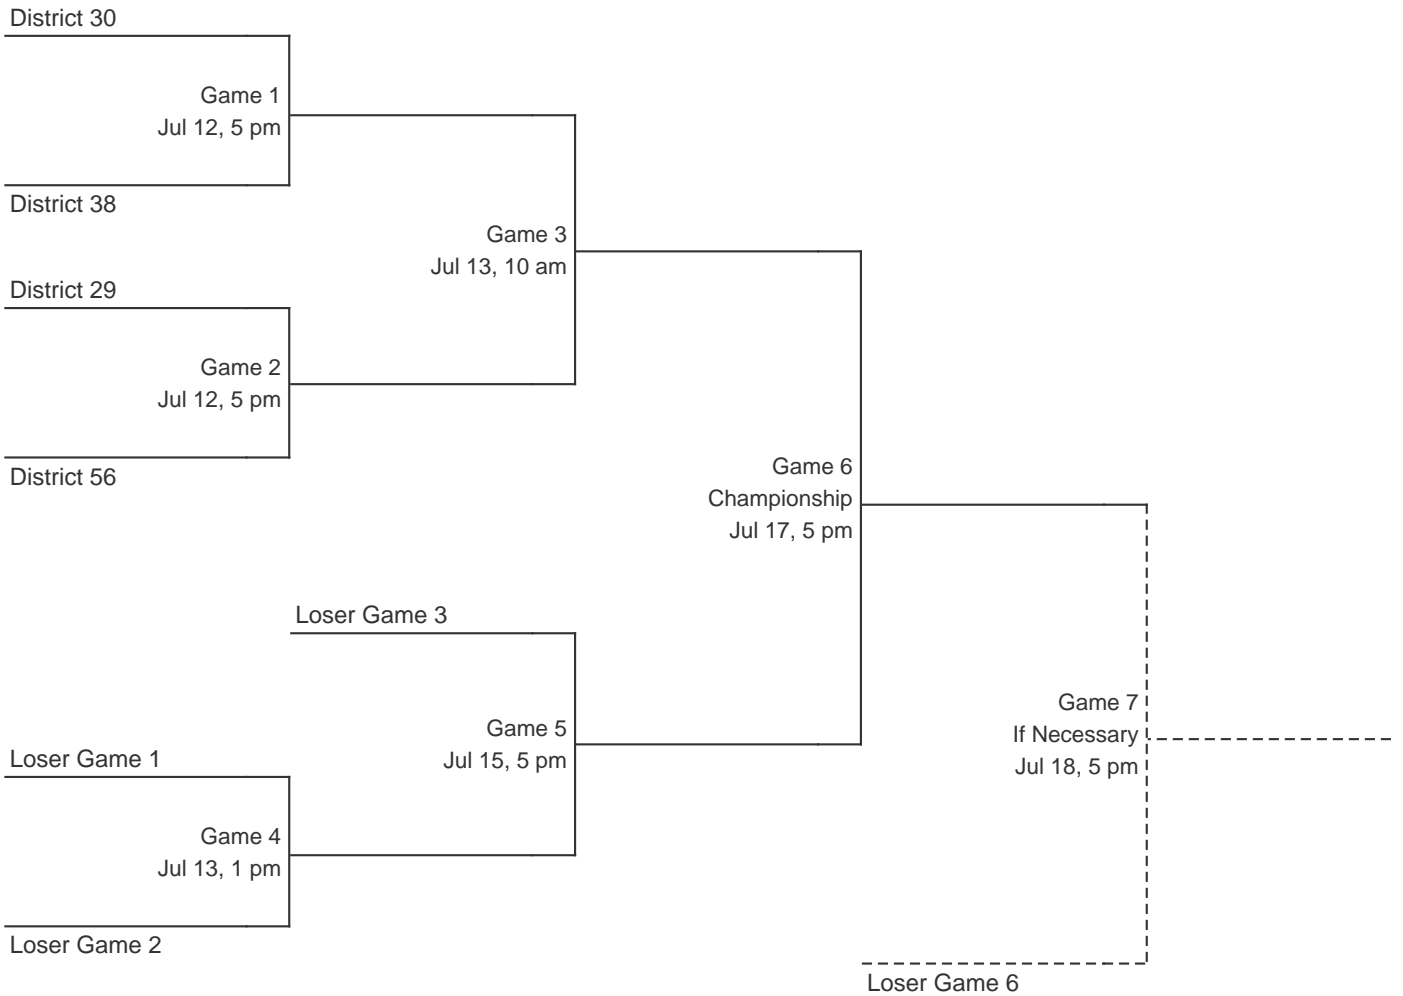 District 30
Game 1
Jul 12, 5 pm
District 38
Game 3
Jul 13, 10 am
District 29
Game 2
Jul 12, 5 pm
District 56
Game 6
Championship
Jul 17, 5 pm
Loser Game 3
Game 5
Jul 15, 5 pm
Game 7
If Necessary
Jul 18, 5 pm
Loser Game 1
Game 4
Jul 13, 1 pm
Loser Game 2
Loser Game 6